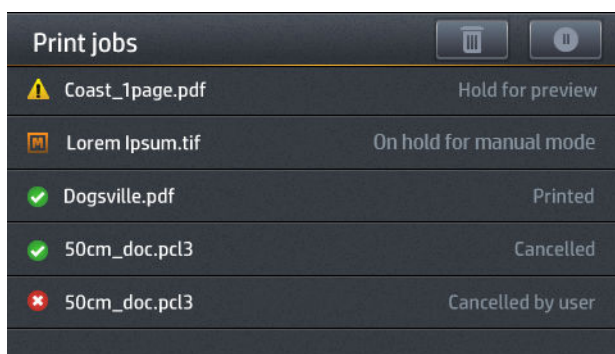 Print jobs
Coast_1page.pdf Hold for preview
M Lorem Ipsum.tif On hold for manual mode
Dogsville.pdf Printed
50cm_doc.pcl3 Cancelled
50cm_doc.pcl3 Cancelled by user